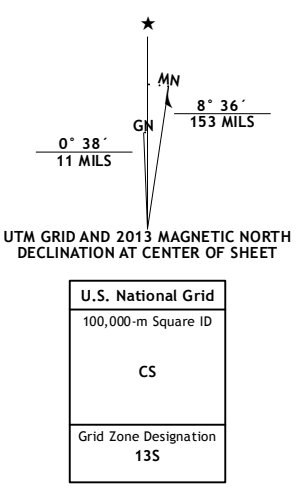 ★
MN
8° 36´
153 MILS
GN
0° 38´
11 MILS
UTM GRID AND 2013 MAGNETIC NORTH
DECLINATION AT CENTER OF SHEET
U.S. National Grid
100,000-m Square ID
CS
Grid Zone Designation
13S